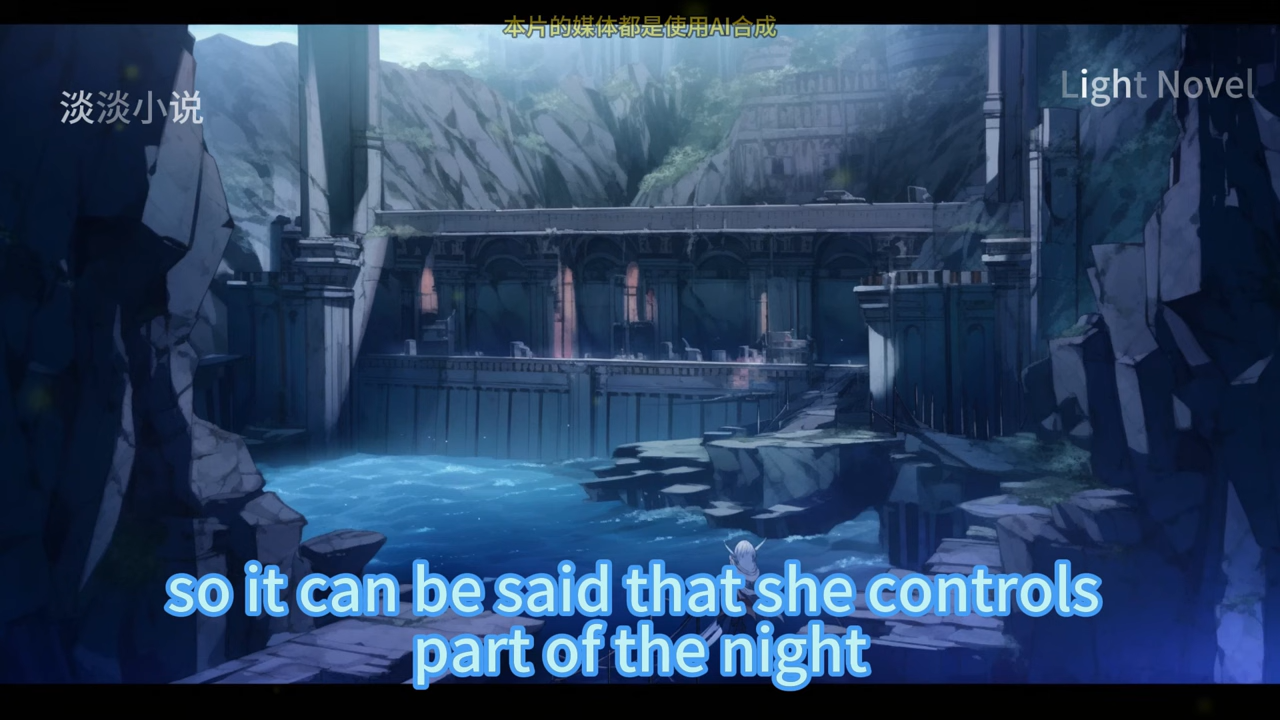 本片的媒体都是使用AI合成
淡淡小说
Light Novel
so it can be said that she controls
part of the night